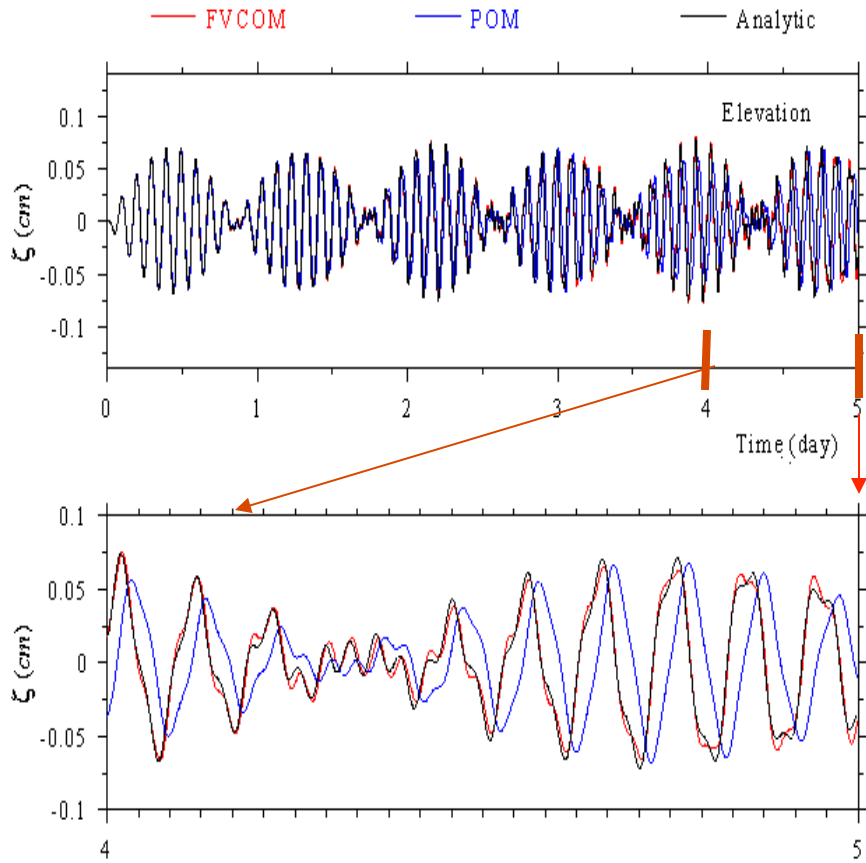 FVCOM POM Analytic
Elevation
0.1
0.05
0
-0.05
-0.1
ζ (cm)
0 1 2 3 4 5
Time (day)
0.1
0.05
0
-0.05
-0.1
ζ (cm)
4 5